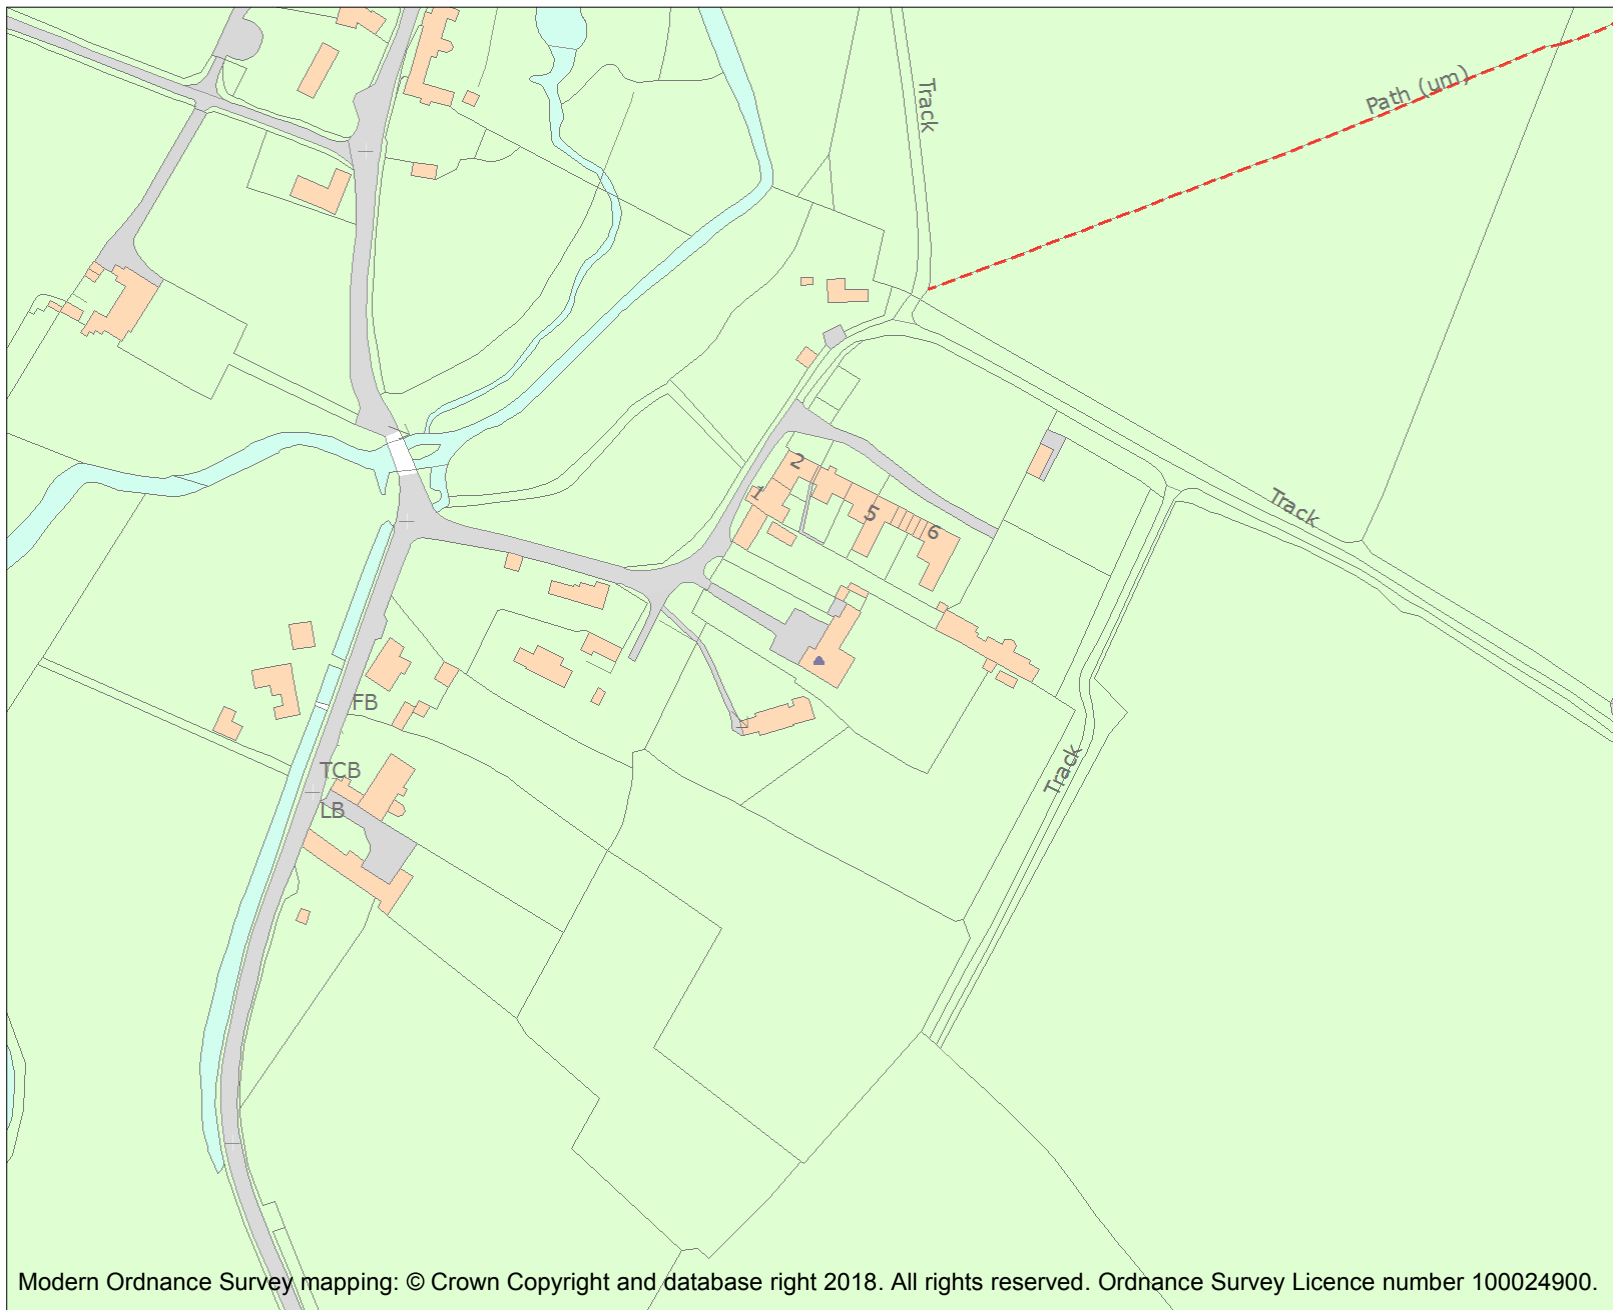 Track
Path (um)
2
1
5
6
Track
FB
Track
TCB
LB
Modern Ordnance Survey mapping: © Crown Copyright and database right 2018. All rights reserved. Ordnance Survey Licence number 100024900.